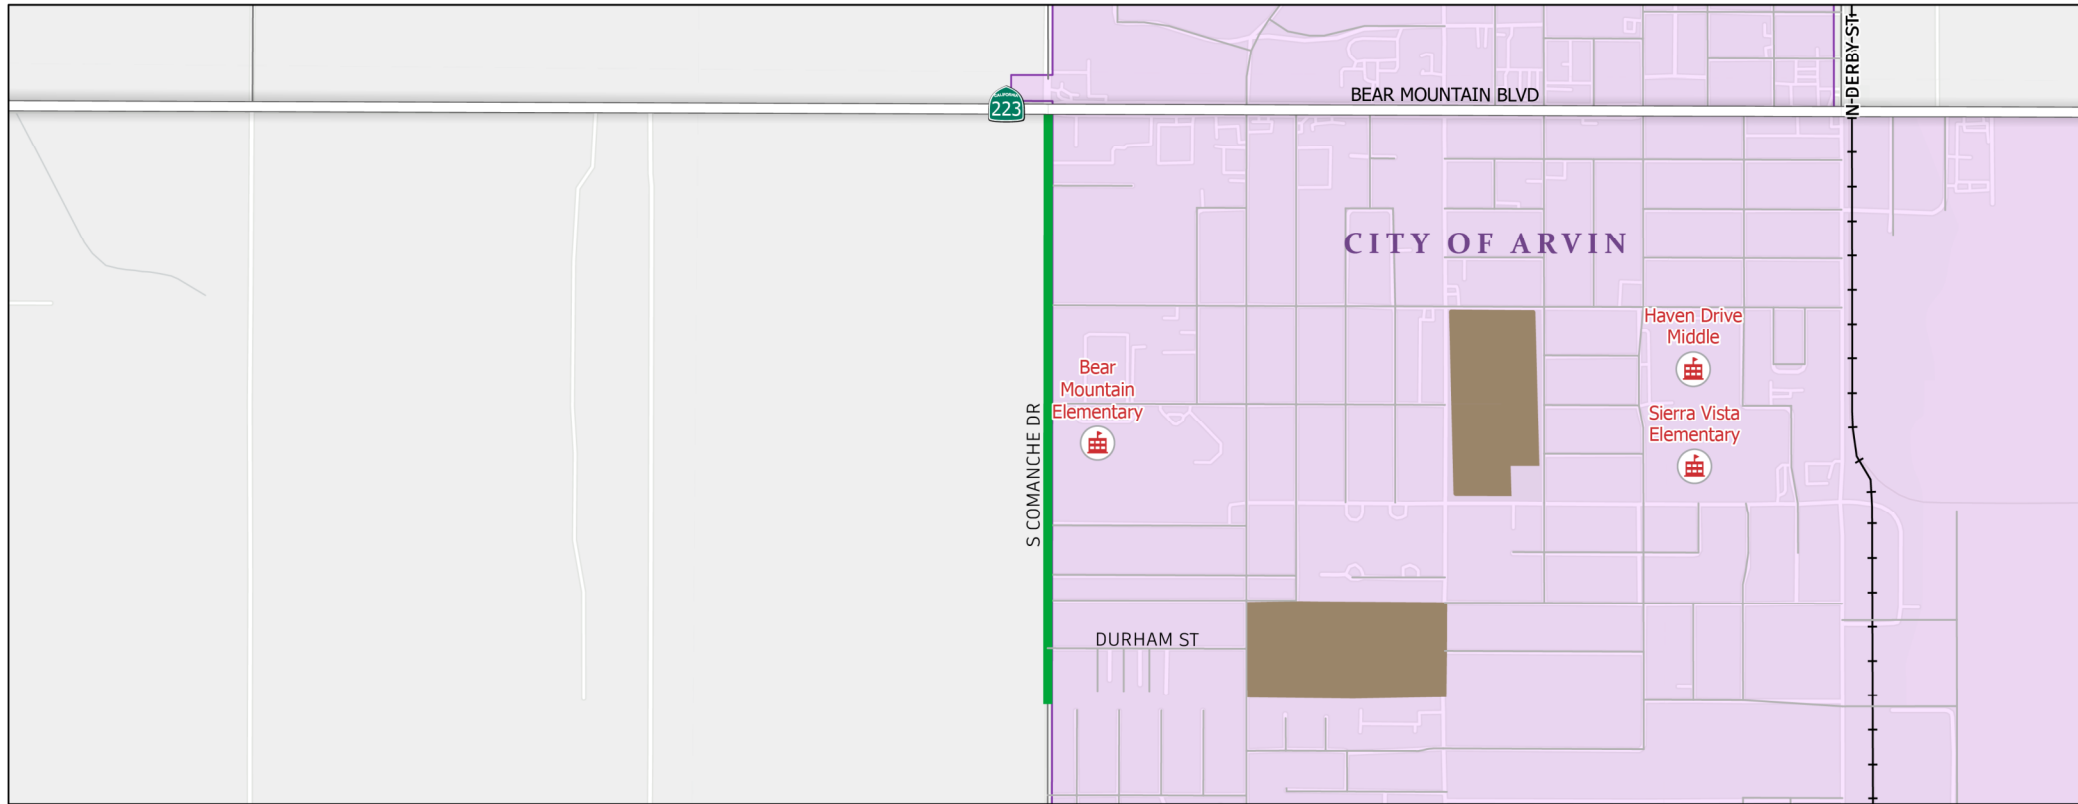 N DERBY ST
BEAR MOUNTAIN BLVD
CALIFORNIA
223
CITY OF ARVIN
Haven Drive
Middle
Bear
Mountain
Elementary
Sierra Vista
Elementary
S COMANCHE DR
DURHAM ST